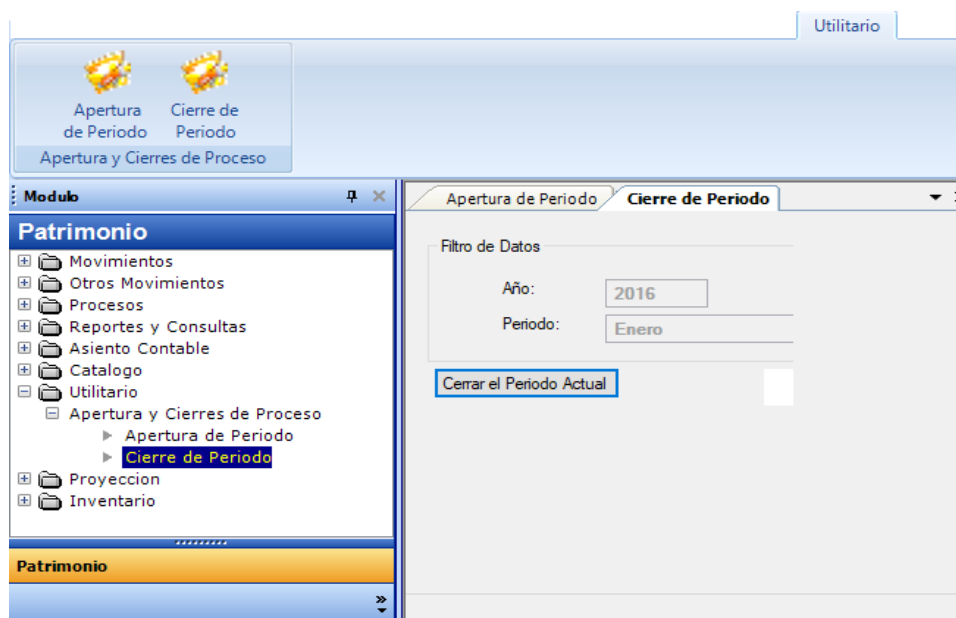 Utilitario
Apertura
de Periodo
Cierre de
Periodo
Apertura y Cierres de Proceso
Modulo
Patrimonio
Movimientos
Otros Movimientos
Procesos
Reportes y Consultas
Asiento Contable
Catalogo
Utilitario
Apertura y Cierres de Proceso
Apertura de Periodo
Cierre de Periodo
Proyeccion
Inventario
Patrimonio
Apertura de Periodo
Cierre de Periodo
Filtro de Datos
Año: 2016
Periodo: Enero
Cerrar el Periodo Actual